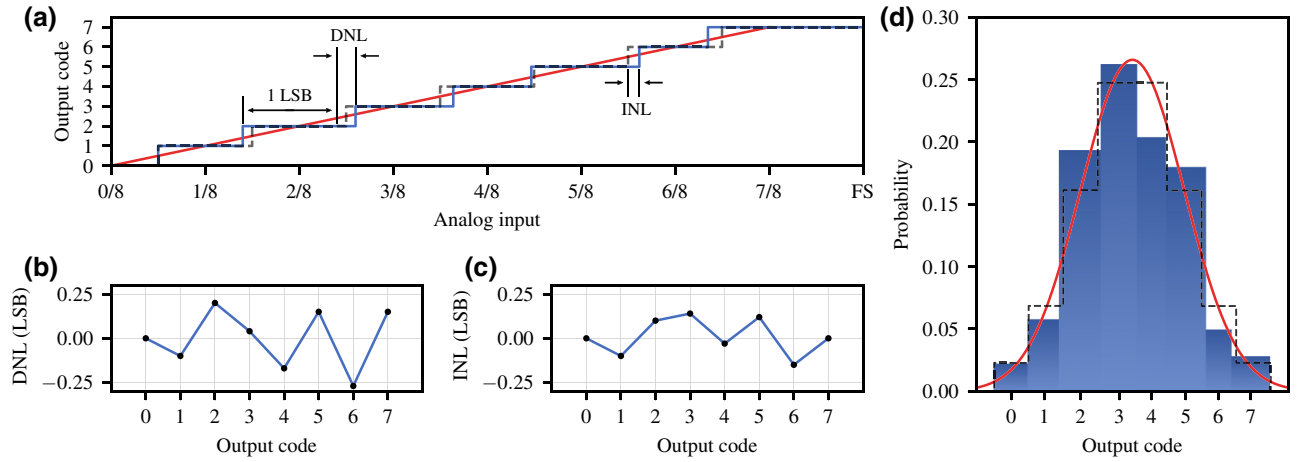 (a)
Output code
7
6
5
4
3
2
1
0
DNL
1 LSB
INL
0/8 1/8 2/8 3/8 4/8 5/8 6/8 7/8 FS
Analog input
(b)
DNL (LSB)
0.25
0.00
−0.25
0 1 2 3 4 5 6 7
Output code
(c)
INL (LSB)
0.25
0.00
−0.25
0 1 2 3 4 5 6 7
Output code
(d)
Probability
0.30
0.25
0.20
0.15
0.10
0.05
0.00
0 1 2 3 4 5 6 7
Output code